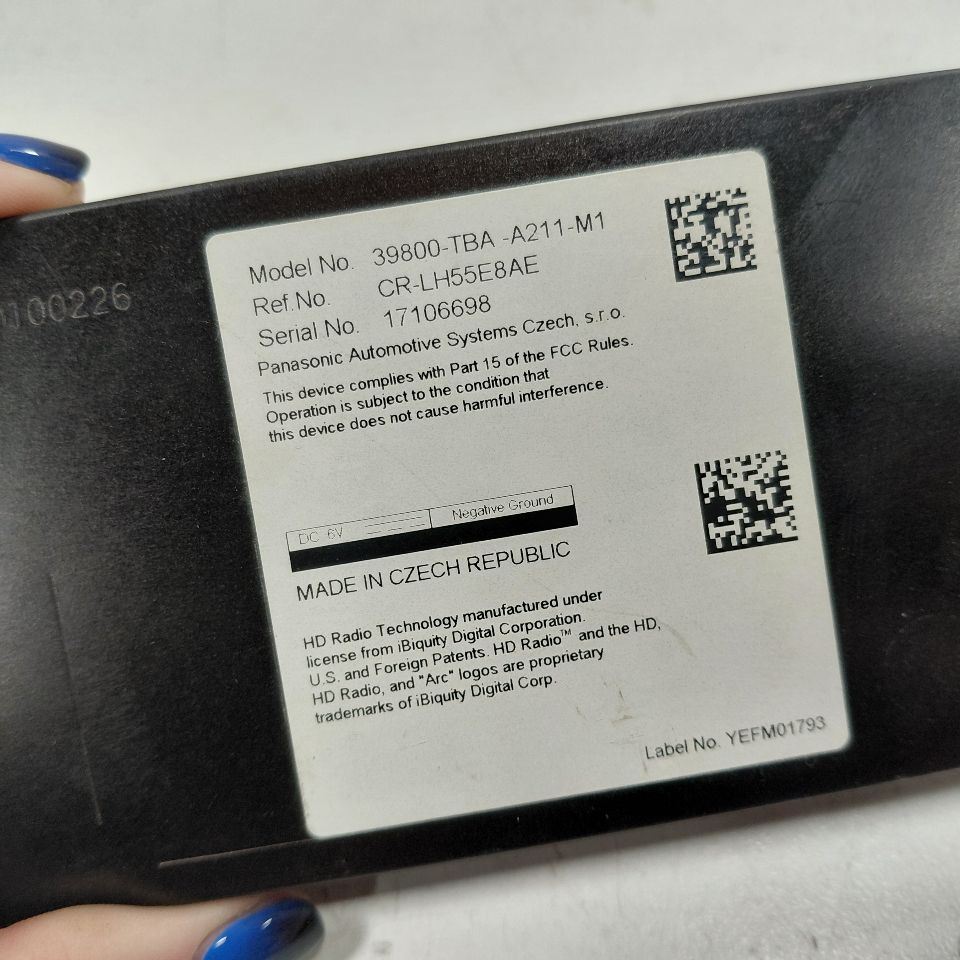 Model No. 39800-TBA -A211-M1
Ref.No. CR-LH55E8AE
Serial No. 17106698
Panasonic Automotive Systems Czech, s.r.o.
This device complies with Part 15 of the FCC Rules.
Operation is subject to the condition that
this device does not cause harmful interference.
DC 6V Negative Ground
MADE IN CZECH REPUBLIC
HD Radio Technology manufactured under
license from iBiquity Digital Corporation.
U.S. and Foreign Patents. HD Radio™ and the HD,
HD Radio, and "Arc" logos are proprietary
trademarks of iBiquity Digital Corp.
Label No. YEFM01793